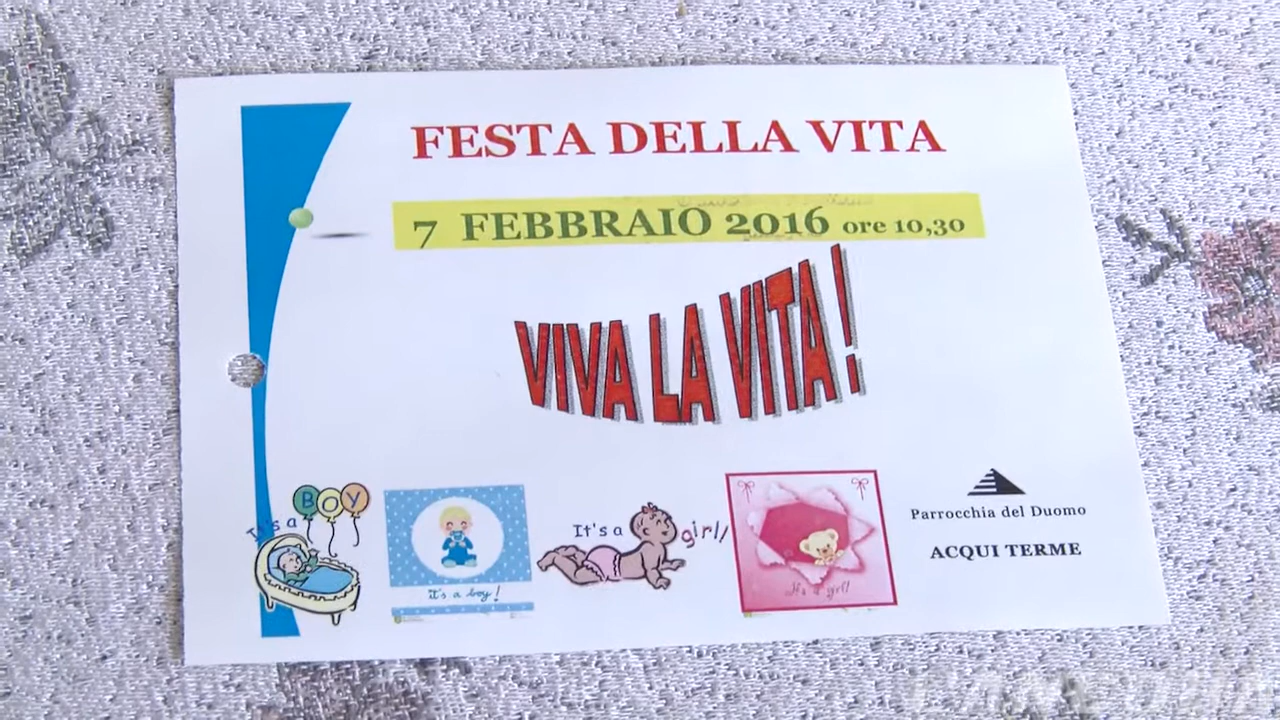 FESTA DELLA VITA
7 FEBBRAIO 2016 ore 10,30
VIVA LA VITA!
It's a BOY
it's a boy!
It's a girl!
It's a girl!
Parrocchia del Duomo
ACQUI TERME